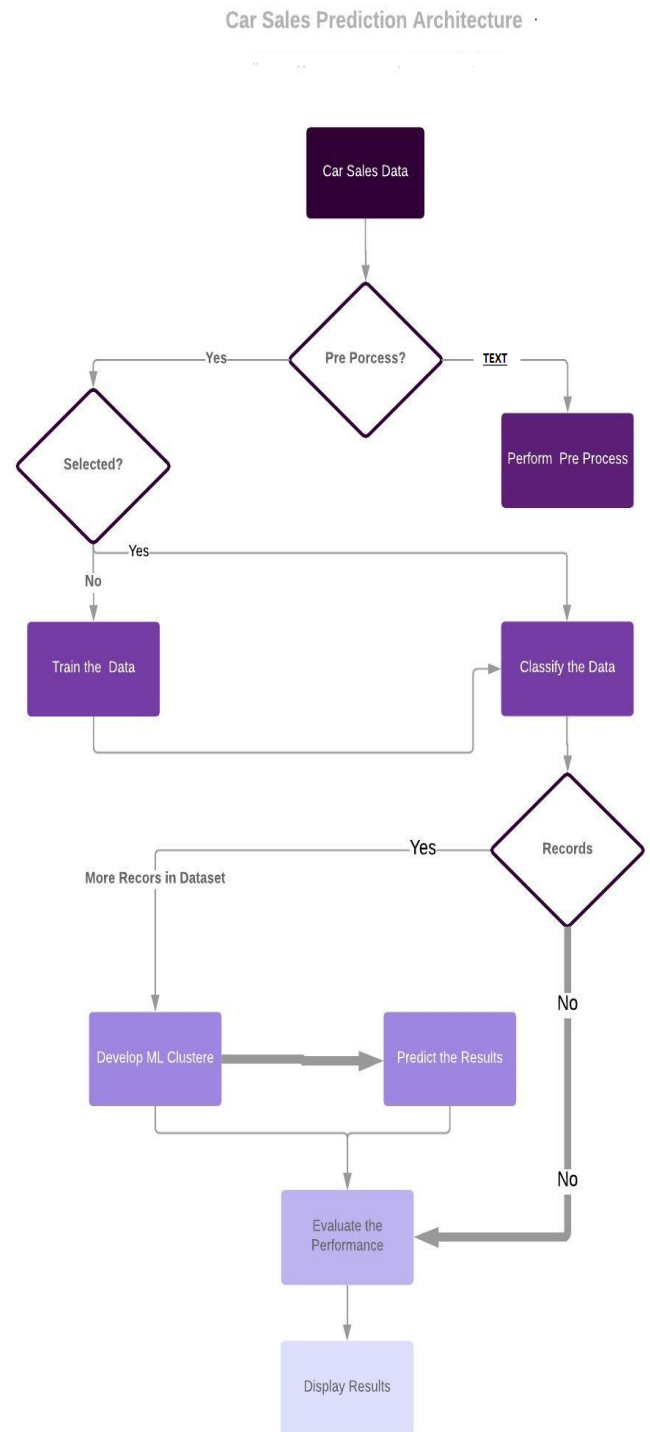 Car Sales Prediction Architecture .
Car Sales Data
Yes
Pre Porcess?
TEXT
Selected?
Perform Pre Process
Yes
No
Train the Data
Classify the Data
Yes
Records
More Recors in Dataset
No
Develop ML Clustere
Predict the Results
No
Evaluate the
Performance
Display Results